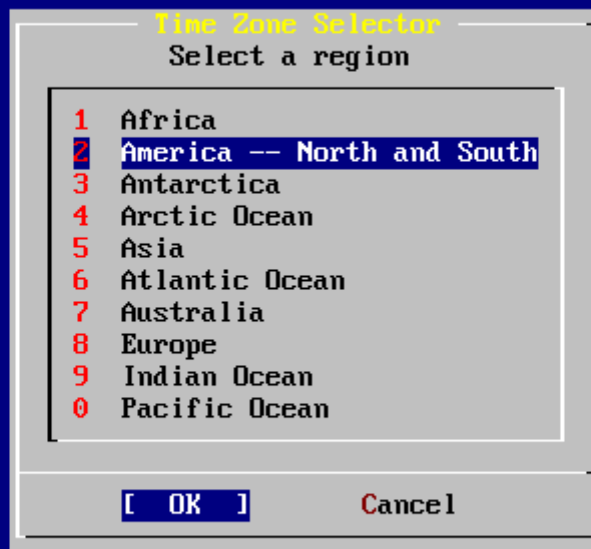 Time Zone Selector
Select a region
1 Africa
2 America -- North and South
3 Antarctica
4 Arctic Ocean
5 Asia
6 Atlantic Ocean
7 Australia
8 Europe
9 Indian Ocean
0 Pacific Ocean
[ OK ] Cancel